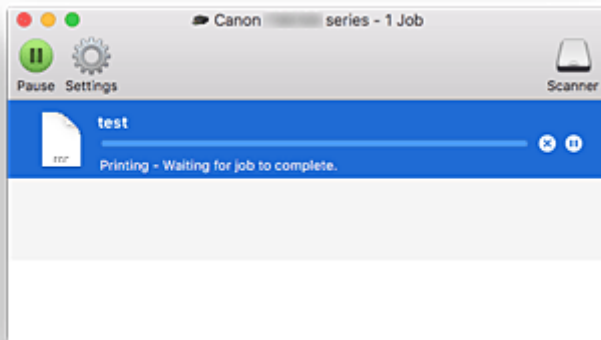 Canon series - 1 Job
Pause Settings Scanner
test
Printing - Waiting for job to complete.